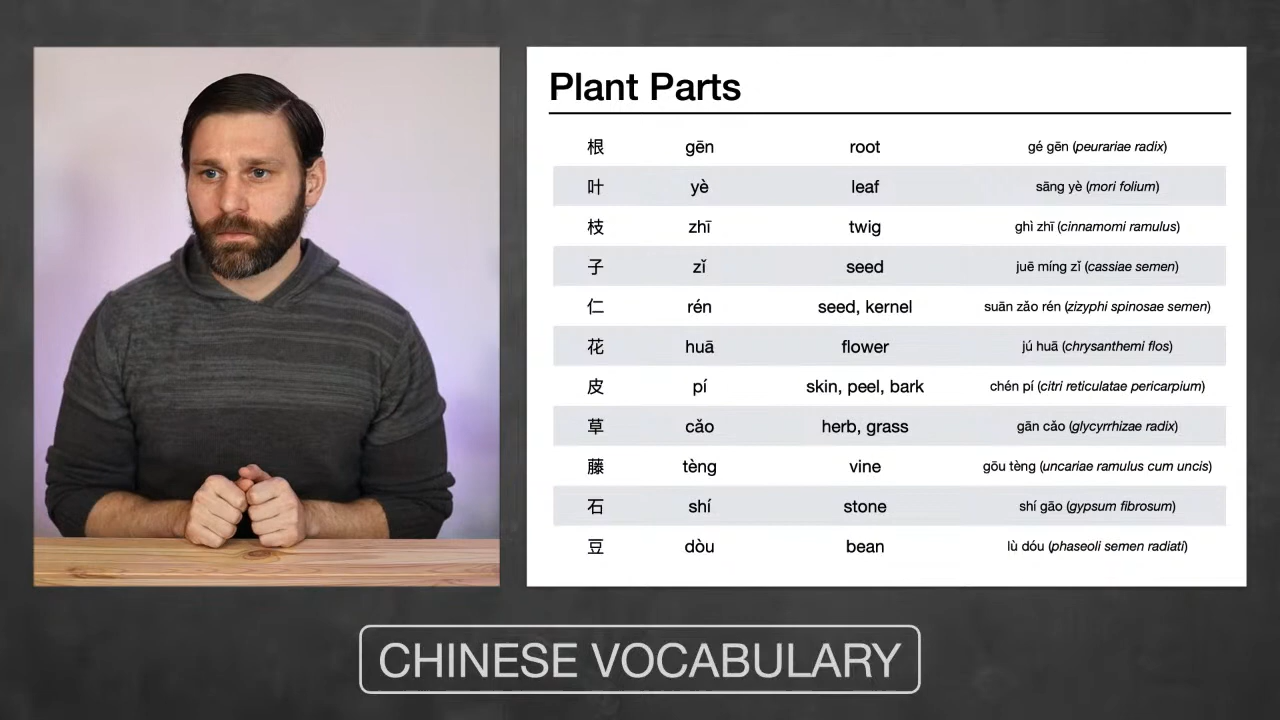 Plant Parts
根 gēn root gé gēn (peurariae radix)
叶 yè leaf sāng yè (mori folium)
枝 zhī twig ghì zhī (cinnamomi ramulus)
子 zǐ seed juē míng zǐ (cassiae semen)
仁 rén seed, kernel suān zǎo rén (zizyphi spinosae semen)
花 huā flower jú huā (chrysanthemi flos)
皮 pí skin, peel, bark chén pí (citri reticulatae pericarpium)
草 cǎo herb, grass gān cǎo (glycyrrhizae radix)
藤 tèng vine gōu tèng (uncariae ramulus cum uncis)
石 shí stone shí gāo (gypsum fibrosum)
豆 dòu bean lù dóu (phaseoli semen radiati)
CHINESE VOCABULARY